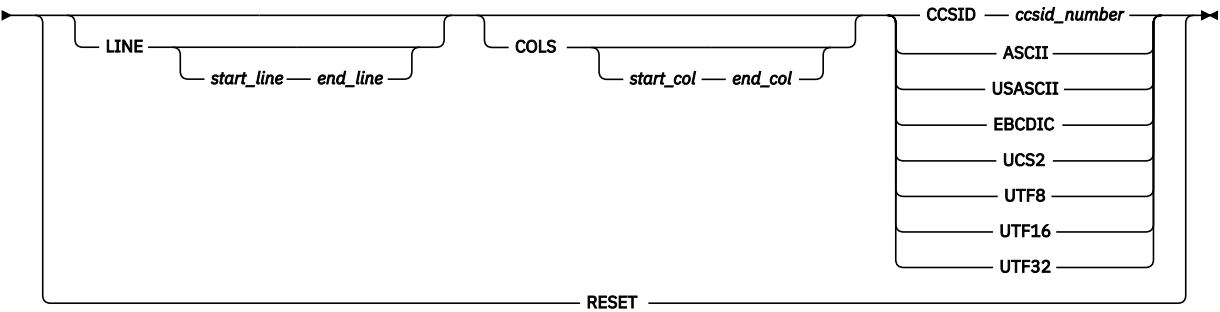 CCSID ccsid_number
LINE COLS ASCII
start_line end_line start_col end_col
USASCII
EBCDIC
UCS2
UTF8
UTF16
UTF32
RESET